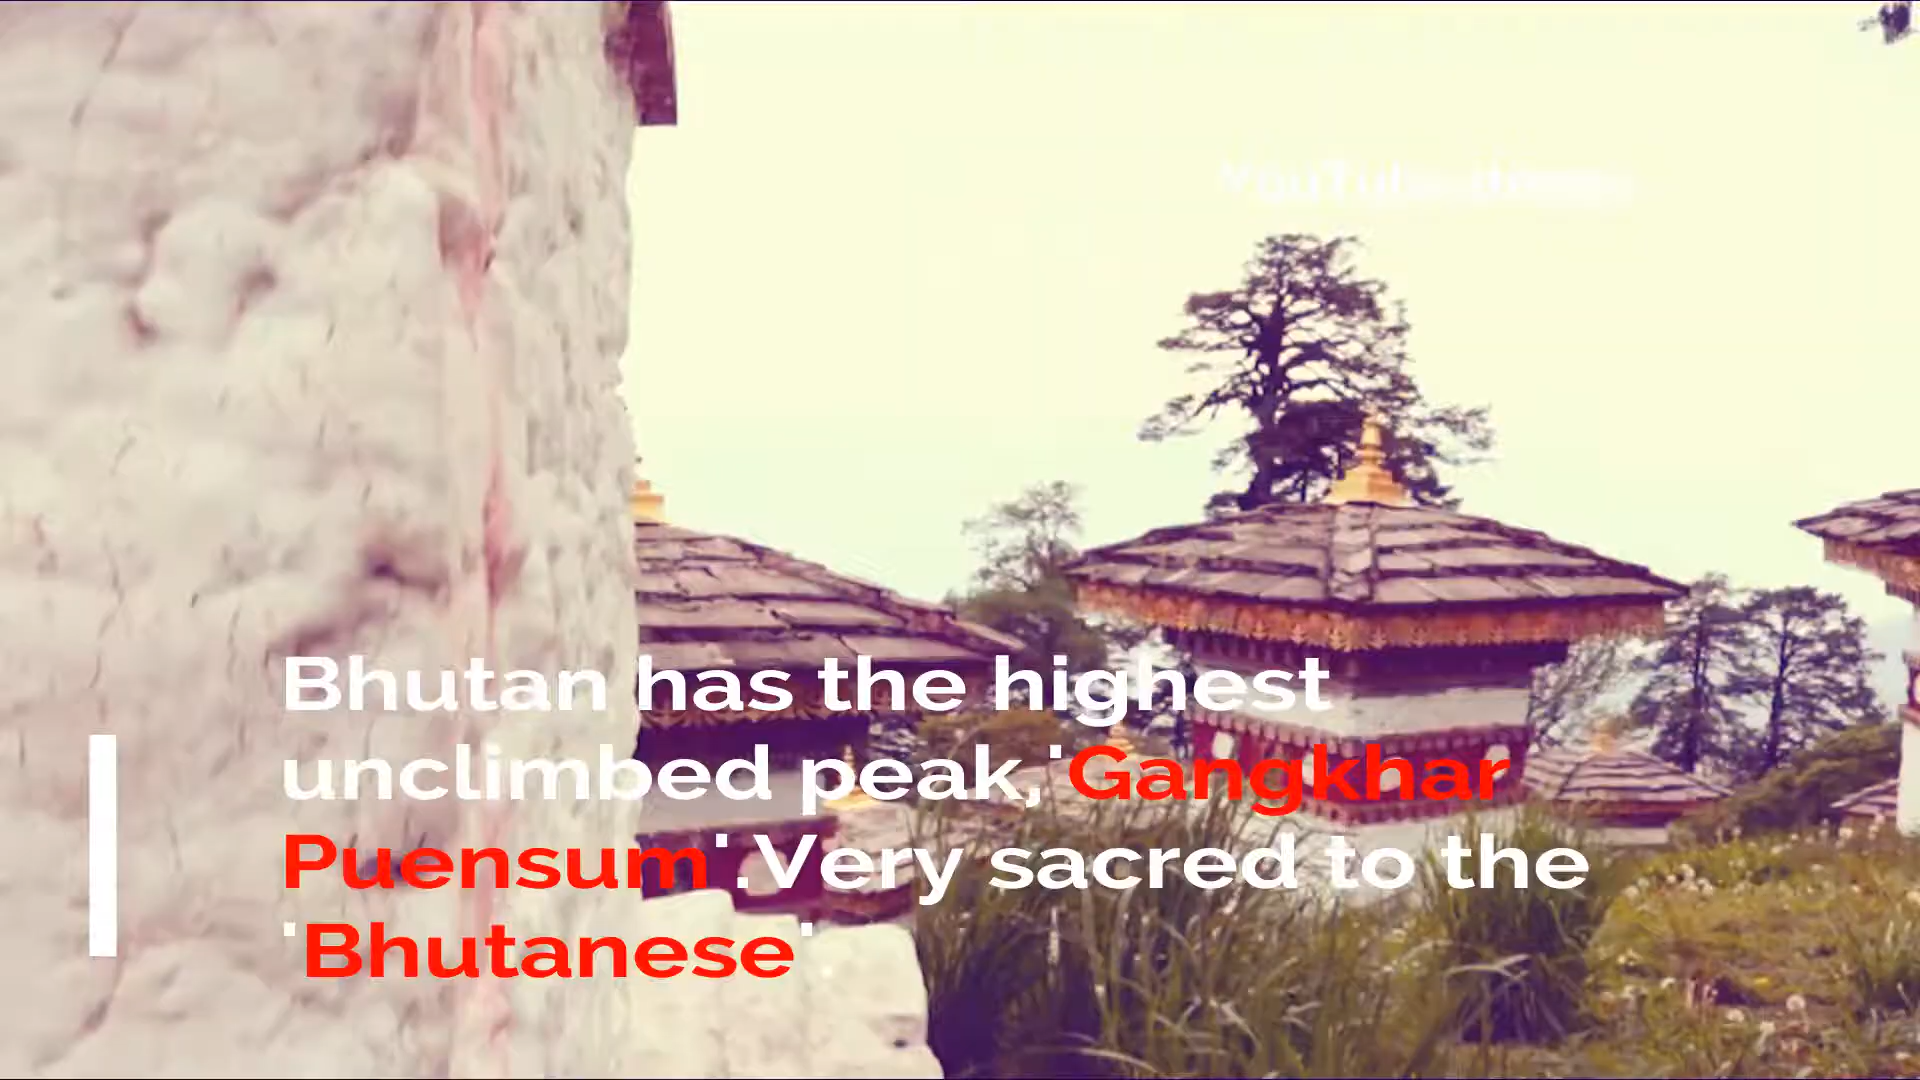 Bhutan has the highest
unclimbed peak,'Gangkhar
Puensum'.Very sacred to the
'Bhutanese'